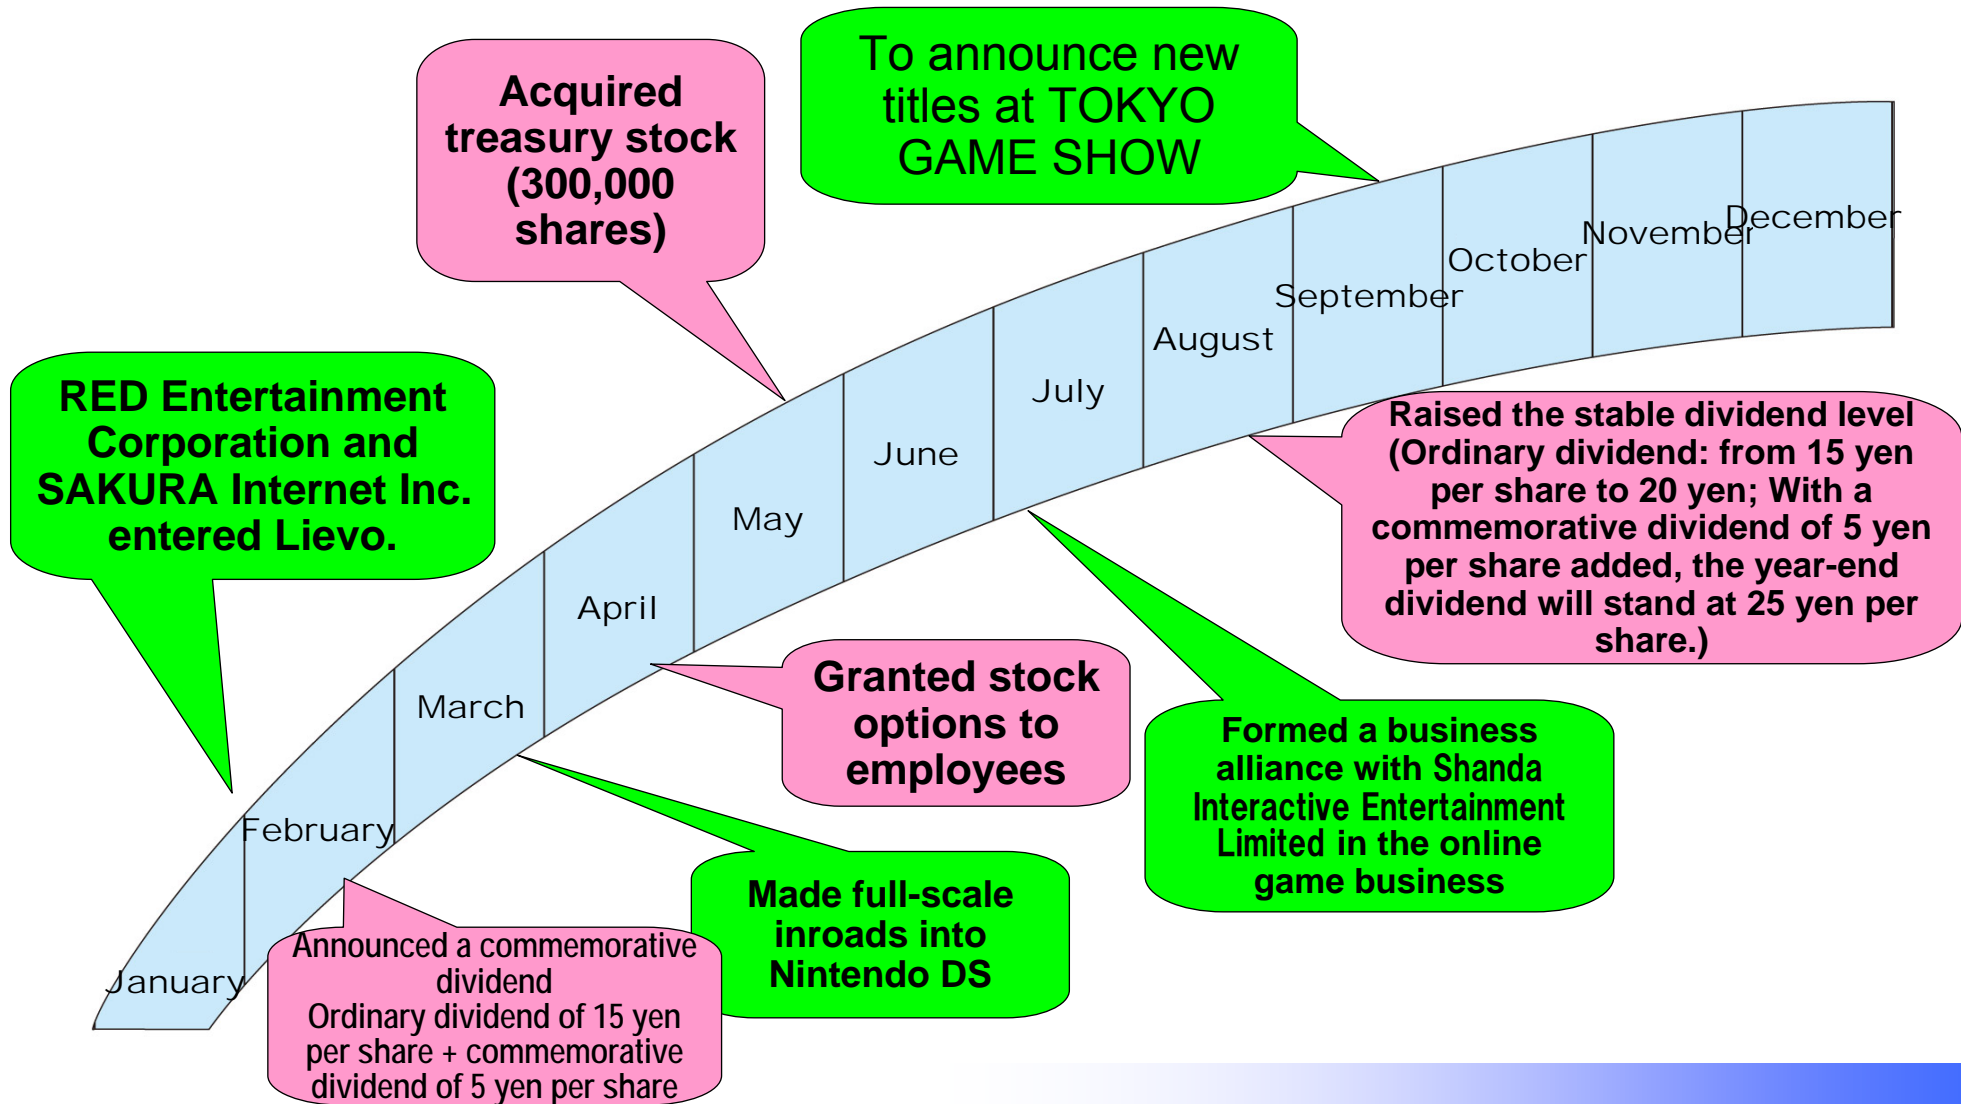 To announce new
titles at TOKYO
GAME SHOW
Acquired
treasury stock
(300,000
shares)
RED Entertainment
Corporation and
SAKURA Internet Inc.
entered Lievo.
January
February
March
April
May
June
July
August
September
October
November
December
Raised the stable dividend level
(Ordinary dividend: from 15 yen
per share to 20 yen; With a
commemorative dividend of 5 yen
per share added, the year-end
dividend will stand at 25 yen per
share.)
Granted stock
options to
employees
Formed a business
alliance with Shanda
Interactive Entertainment
Limited in the online
game business
Made full-scale
inroads into
Nintendo DS
Announced a commemorative
dividend
Ordinary dividend of 15 yen
per share + commemorative
dividend of 5 yen per share